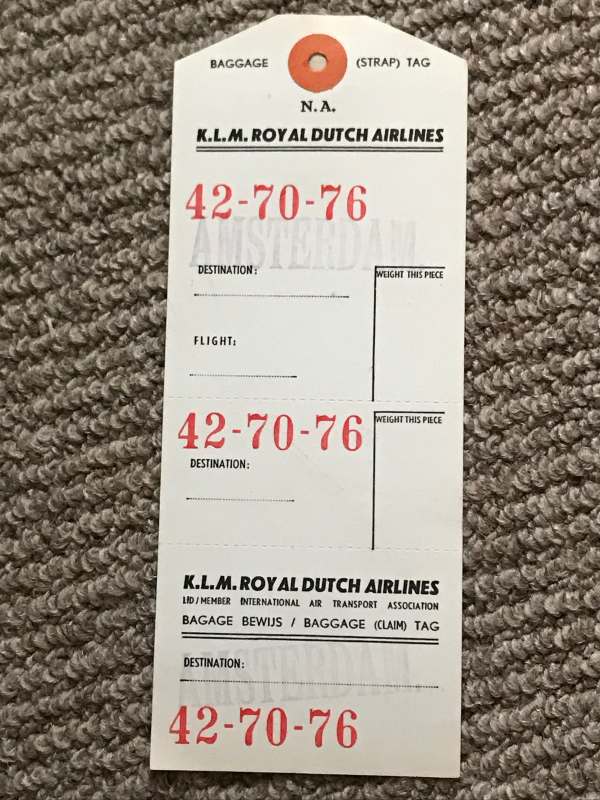 BAGGAGE (STRAP) TAG
N.A.
K.L.M. ROYAL DUTCH AIRLINES
42-70-76
AMSTERDAM
DESTINATION:
WEIGHT THIS PIECE
FLIGHT:
42-70-76
WEIGHT THIS PIECE
DESTINATION:
K.L.M. ROYAL DUTCH AIRLINES
LID/MEMBER INTERNATIONAL AIR TRANSPORT ASSOCIATION
BAGAGE BEWIJS / BAGGAGE (CLAIM) TAG
DESTINATION:
AMSTERDAM
42-70-76